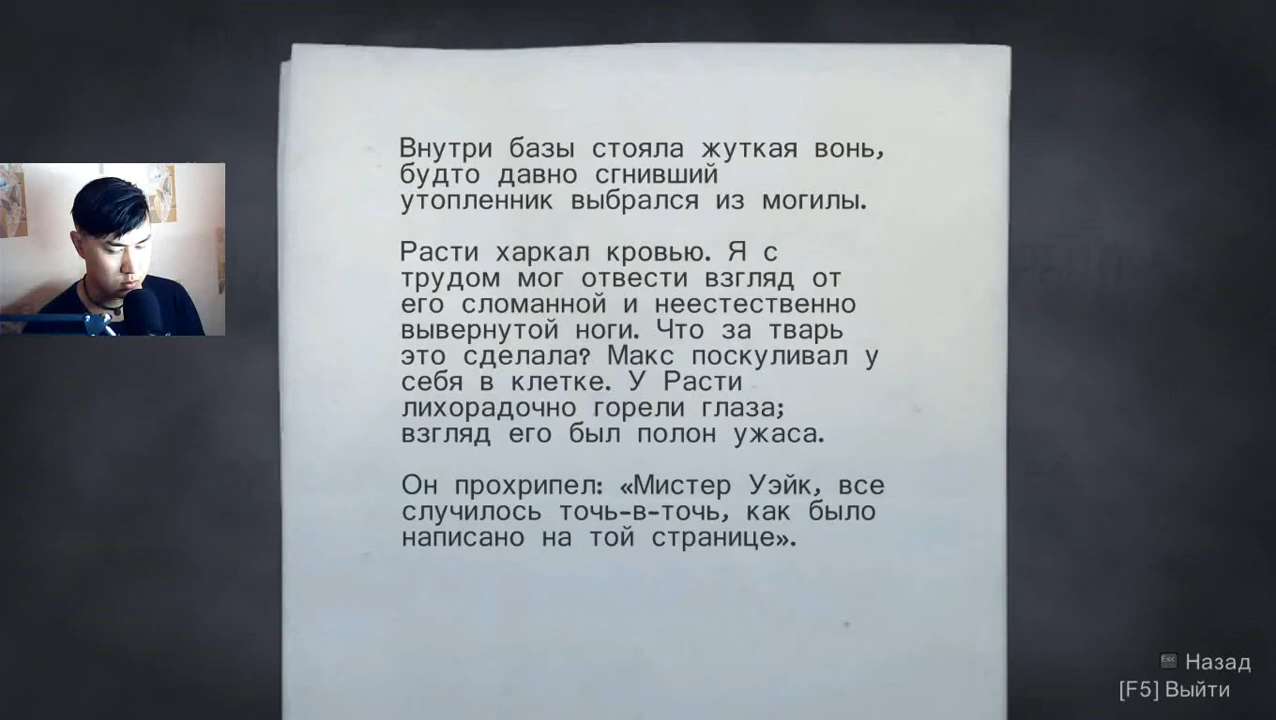 Внутри базы стояла жуткая вонь,
будто давно сгнивший
утопленник выбрался из могилы.
Расти харкал кровью. Я с
трудом мог отвести взгляд от
его сломанной и неестественно
вывернутой ноги. Что за тварь
это сделала? Макс поскуливал у
себя в клетке. У Расти
лихорадочно горели глаза;
взгляд его был полон ужаса.
Он прохрипел: «Мистер Уэйк, все
случилось точь-в-точь, как было
написано на той странице».
Esc Назад
[F5] Выйти